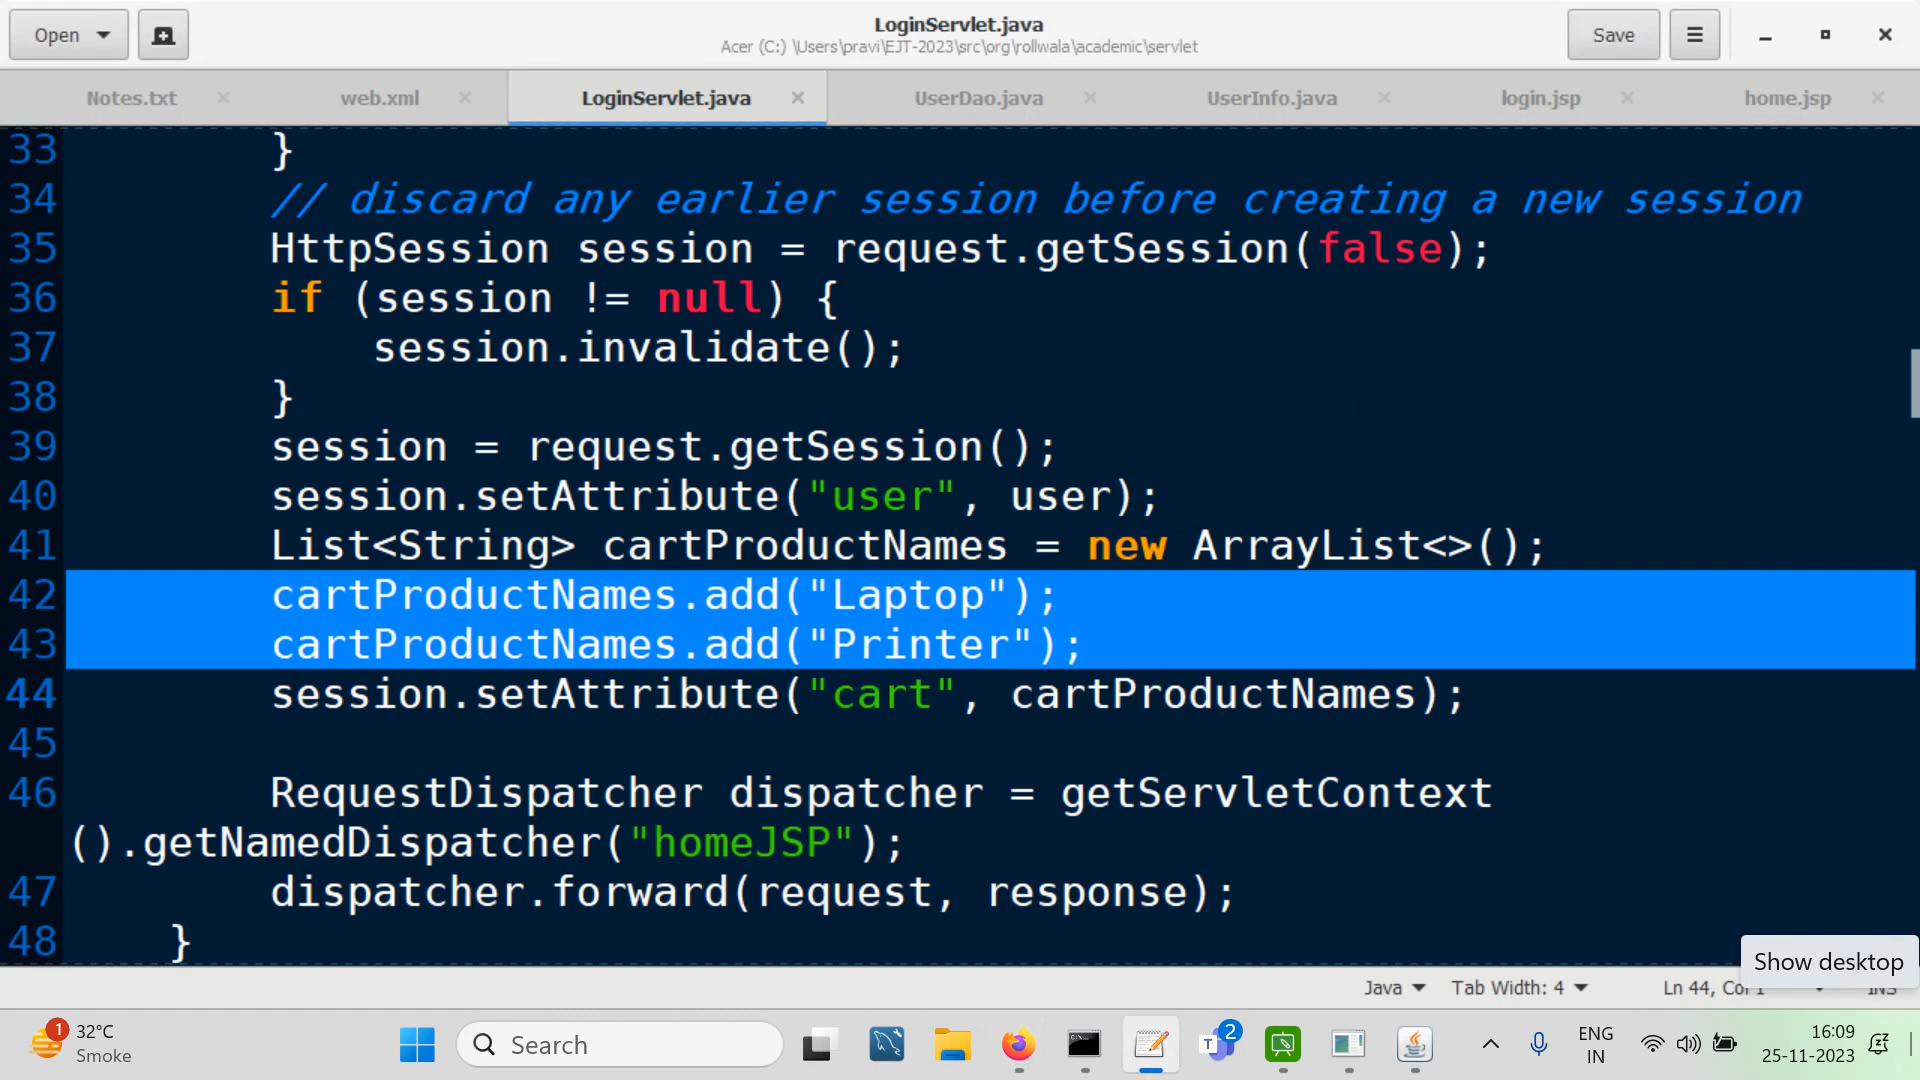 Open
LoginServlet.java
Acer (C:) \Users\pravi\EJT-2023\src\org\rollwala\academic\servlet
Save
Notes.txt
web.xml
LoginServlet.java
UserDao.java
UserInfo.java
login.jsp
home.jsp
33 }
34 // discard any earlier session before creating a new session
35 HttpSession session = request.getSession(false);
36 if (session != null) {
37 session.invalidate();
38 }
39 session = request.getSession();
40 session.setAttribute("user", user);
41 List<String> cartProductNames = new ArrayList<>();
42 cartProductNames.add("Laptop");
43 cartProductNames.add("Printer");
44 session.setAttribute("cart", cartProductNames);
45
46 RequestDispatcher dispatcher = getServletContext
().getNamedDispatcher("homeJSP");
47 dispatcher.forward(request, response);
48 }
Show desktop
Java
Tab Width: 4
Ln 44, Col 1
INS
1
32°C
Smoke
Search
T
2
ENG
IN
16:09
25-11-2023